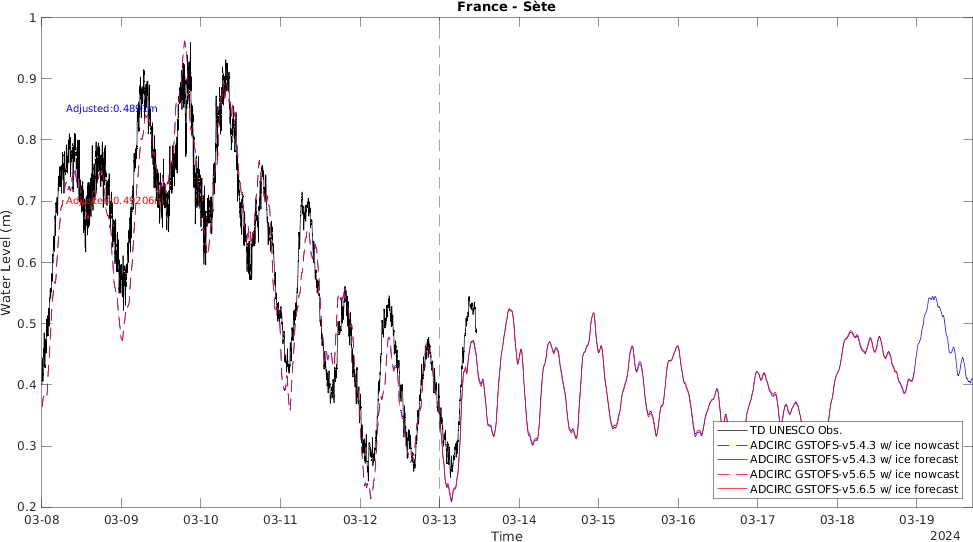 France - Sète
1
0.9
0.8
0.7
0.6
0.5
0.4
0.3
0.2
Water Level (m)
Adjusted:0.489 m
Adjusted:0.49206
TD UNESCO Obs.
ADCIRC GSTOFS-v5.4.3 w/ ice nowcast
ADCIRC GSTOFS-v5.4.3 w/ ice forecast
ADCIRC GSTOFS-v5.6.5 w/ ice nowcast
ADCIRC GSTOFS-v5.6.5 w/ ice forecast
03-08 03-09 03-10 03-11 03-12 03-13 03-14 03-15 03-16 03-17 03-18 03-19
Time
2024